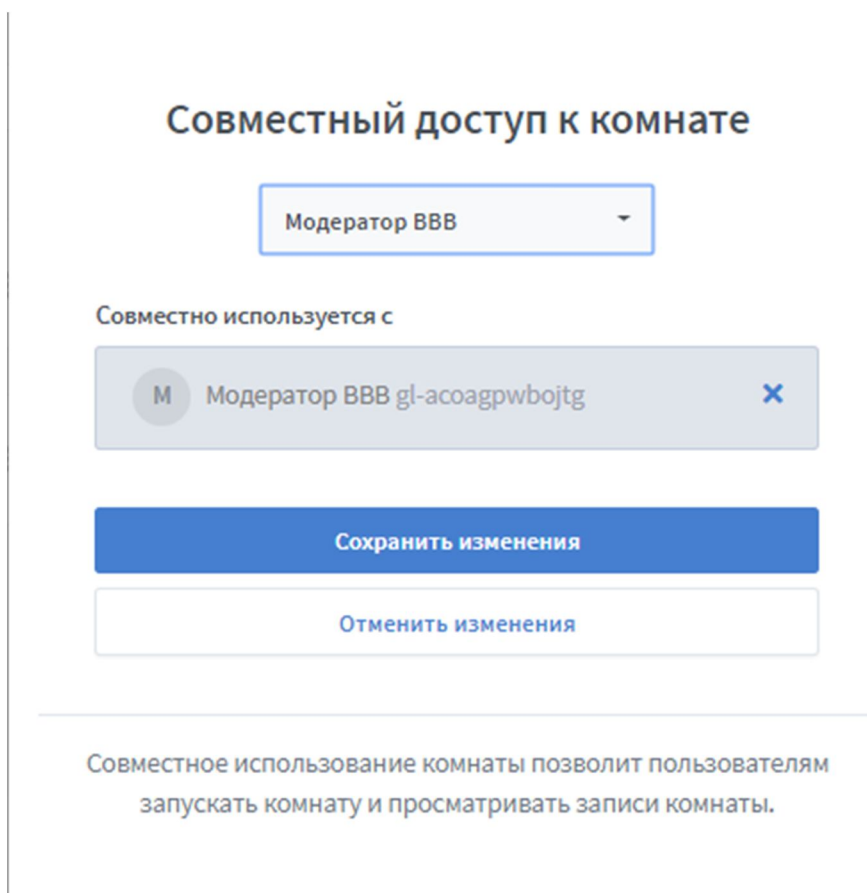 Совместный доступ к комнате
Модератор BBB
Совместно используется с
М Модератор BBB gl-acoagpwbojtg
Сохранить изменения
Отменить изменения
Совместное использование комнаты позволит пользователям
запускать комнату и просматривать записи комнаты.